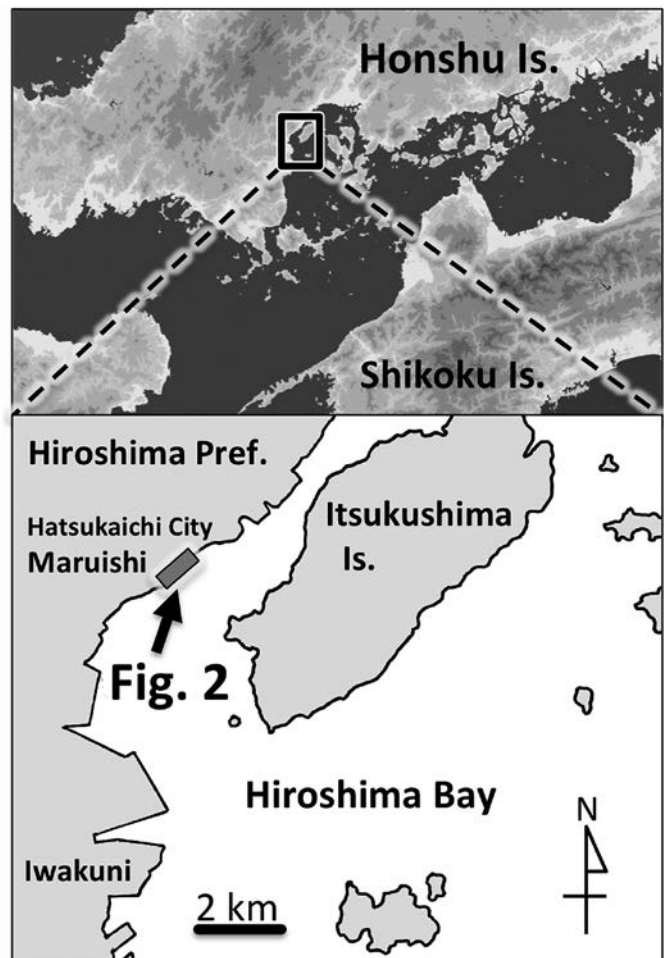 Honshu Is.
Shikoku Is.
Hiroshima Pref.
Hatsukaichi City
Maruishi
Itsukushima
Is.
Fig. 2
Hiroshima Bay
N
Iwakuni
2 km